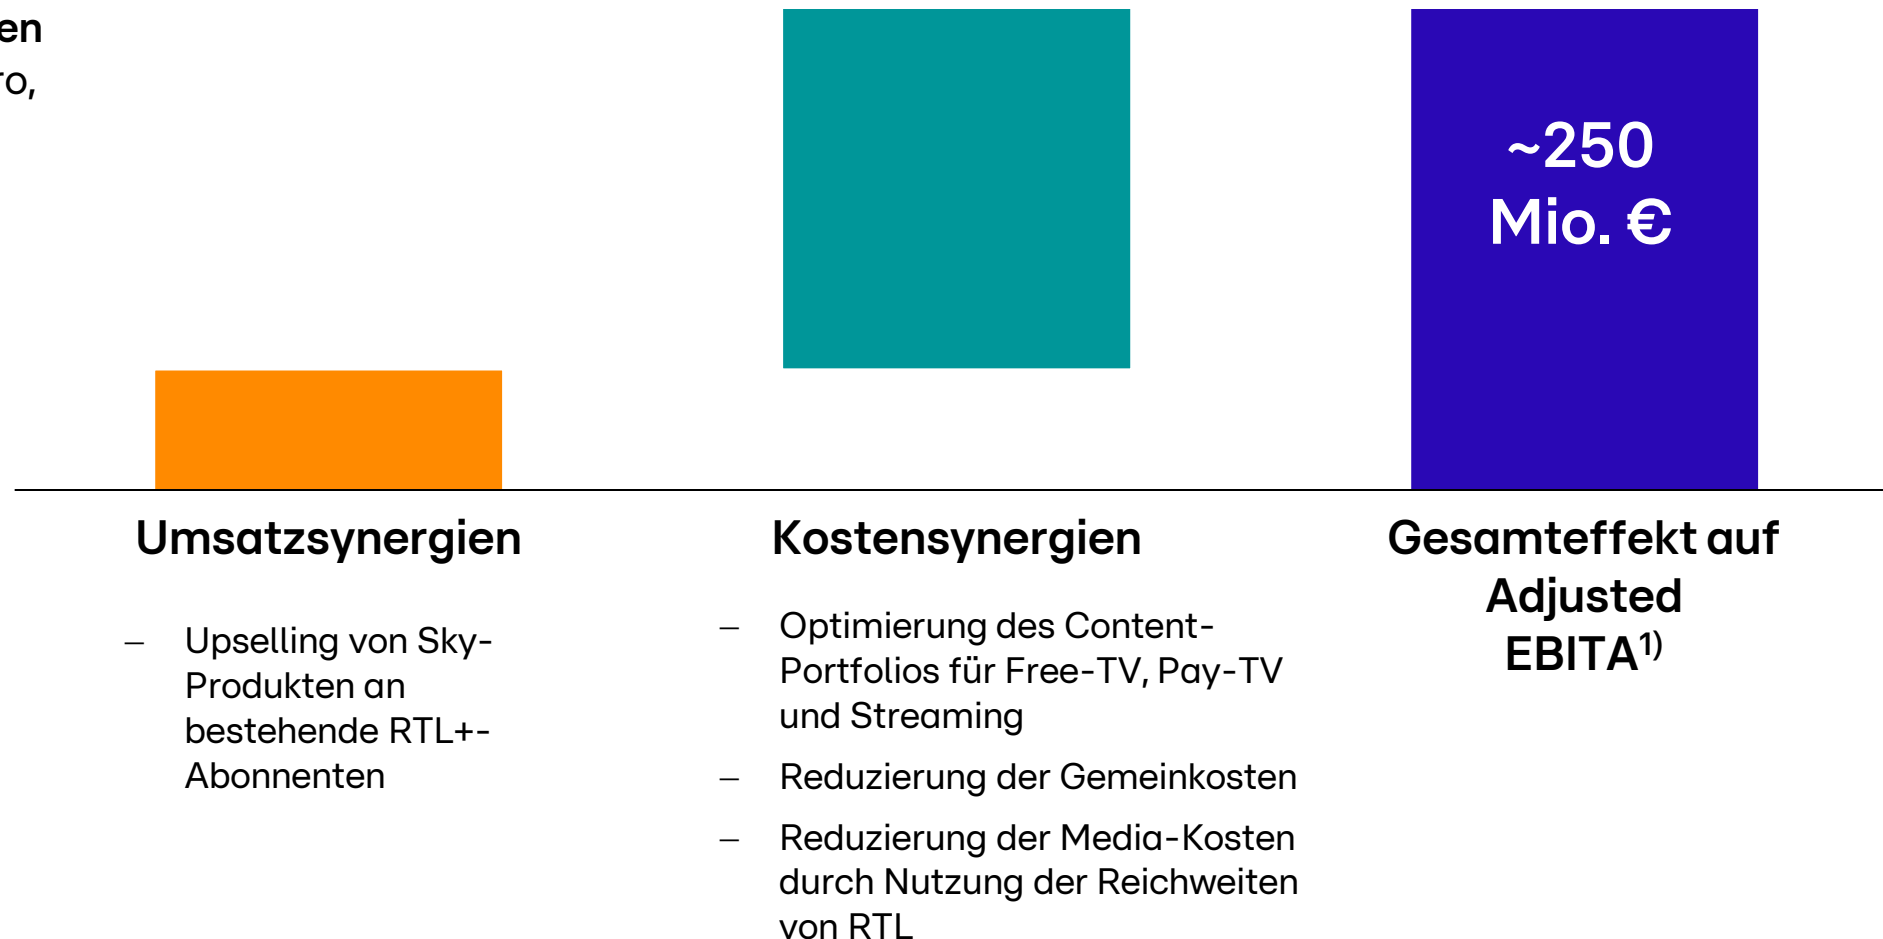 en
ro,
~250
Mio. €
Umsatzsynergien
– Upselling von Sky-
Produkten an
bestehende RTL+-
Abonnenten
Kostensynergien
– Optimierung des Content-
Portfolios für Free-TV, Pay-TV
und Streaming
– Reduzierung der Gemeinkosten
– Reduzierung der Media-Kosten
durch Nutzung der Reichweiten
von RTL
Gesamteffekt auf
Adjusted
EBITA¹⁾